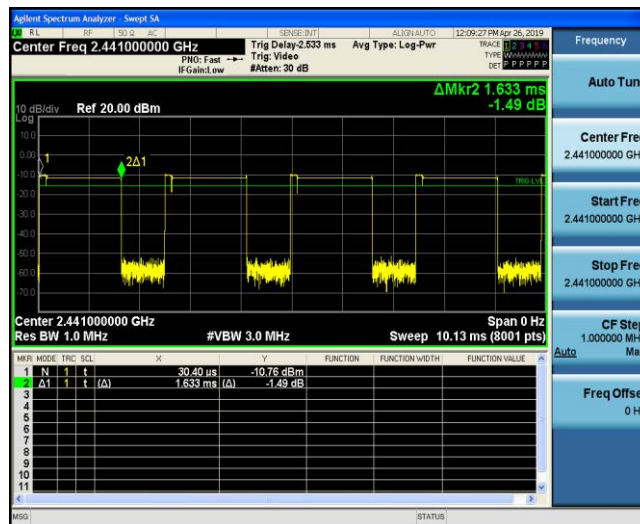 Agilent Spectrum Analyzer - Swept SA
RL RF 50 Ω AC SENSE:INT ALIGN AUTO 12:09:27 PM Apr 26, 2019
Center Freq 2.441000000 GHz
PNO: Fast
IFGain:Low
Trig Delay-2.533 ms
Trig: Video
#Atten: 30 dB
Avg Type: Log-Pwr
TRACE 1 2 3 4 5 6
TYPE
DET P P P P P P
ΔMkr2 1.633 ms
-1.49 dB
10 dB/div Ref 20.00 dBm
Log
10.0
0.00
-10.0
-20.0
-30.0
-40.0
-50.0
-60.0
-70.0
1
2Δ1
TRIG LVL
Center 2.441000000 GHz Span 0 Hz
Res BW 1.0 MHz #VBW 3.0 MHz Sweep 10.13 ms (8001 pts)
MKR MODE TRC SCL X Y FUNCTION FUNCTION WIDTH FUNCTION VALUE
1 N 1 t 30.40 µs -10.76 dBm
2 Δ1 1 t (Δ) 1.633 ms (Δ) -1.49 dB
3
4
5
6
7
8
9
10
11
MSG STATUS
Frequency
Auto Tun
Center Fre
2.441000000 GH
Start Fre
2.441000000 GH
Stop Fre
2.441000000 GH
CF Step
1.000000 MH
Auto Ma
Freq Offse
0 H